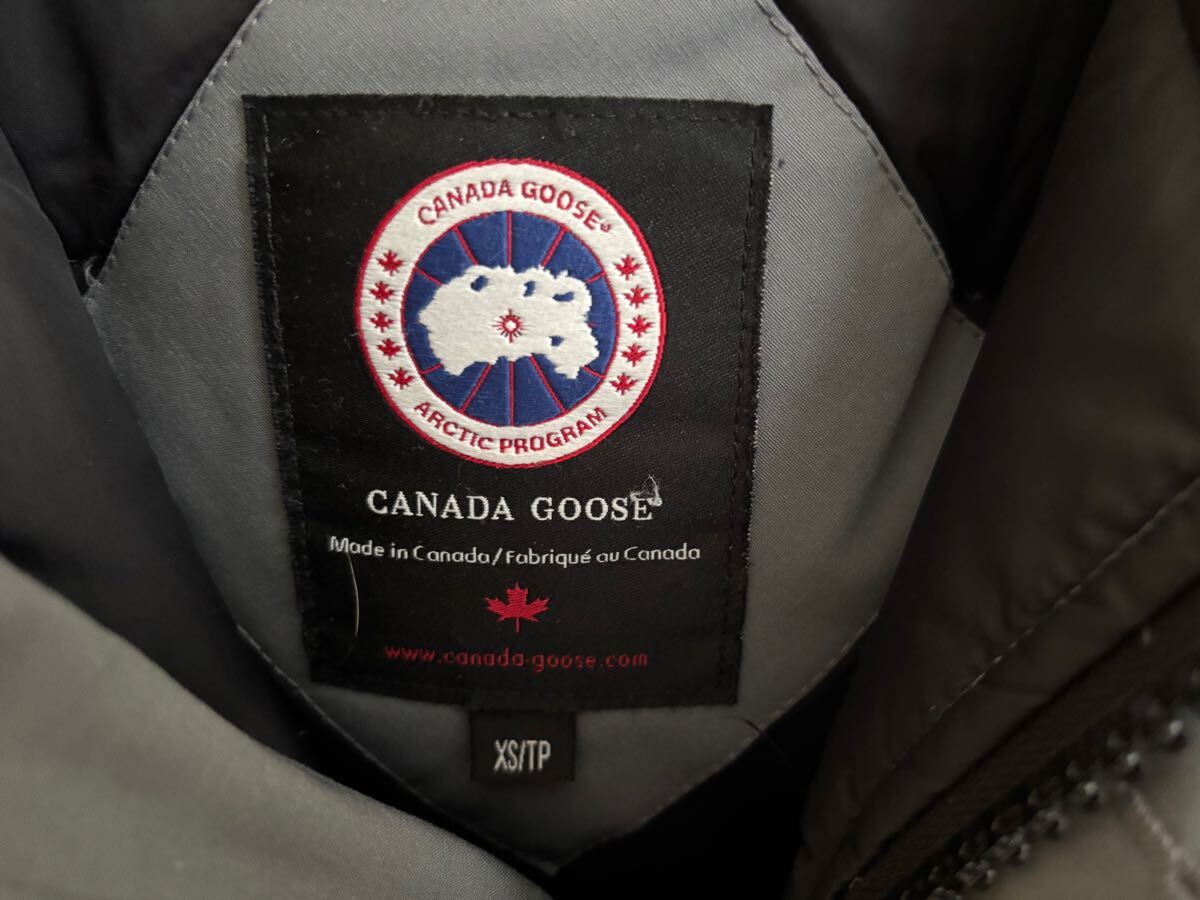 CANADA GOOSE®
ARCTIC PROGRAM
CANADA GOOSE
Made in Canada/Fabriqué au Canada
www.canada-goose.com
XS/TP